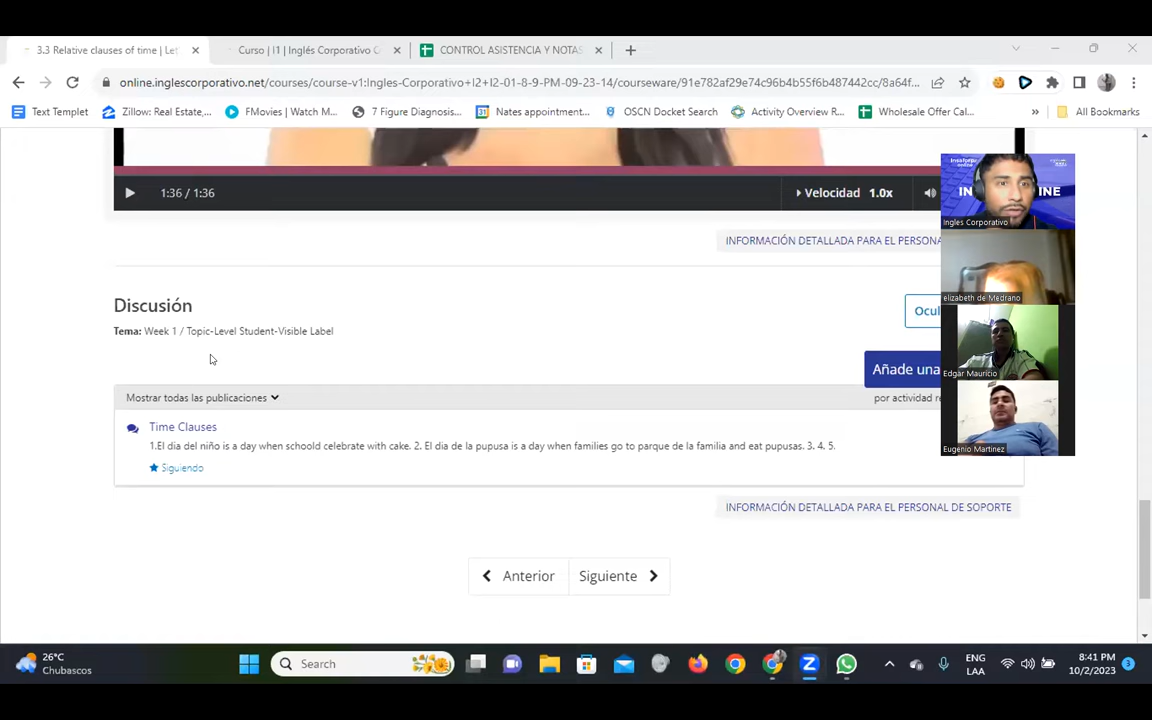 3.3 Relative clauses of time | Let
Curso | I1 | Inglés Corporativo
CONTROL ASISTENCIA Y NOTAS
online.inglescorporativo.net/courses/course-v1:Ingles-Corporativo+I2+I2-01-8-9-PM-09-23-14/courseware/91e782af29e74c96b4b55f6b487442cc/8a64f...
Text Templet
Zillow: Real Estate,...
FMovies | Watch M...
7 Figure Diagnosis...
Nates appointment...
OSCN Docket Search
Activity Overview R...
Wholesale Offer Cal...
All Bookmarks
1:36 / 1:36
Velocidad 1.0x
INFORMACIÓN DETALLADA PARA EL PERSONA
Discusión
Tema: Week 1 / Topic-Level Student-Visible Label
Ocul
Añade una
Mostrar todas las publicaciones
por actividad re
Time Clauses
1.El dia del niño is a day when schoold celebrate with cake. 2. El dia de la pupusa is a day when families go to parque de la familia and eat pupusas. 3. 4. 5.
Siguiendo
INFORMACIÓN DETALLADA PARA EL PERSONAL DE SOPORTE
Anterior
Siguiente
IN
INE
Ingles Corporativo
elizabeth de Medrano
Edgar Mauricio
Eugenio Martinez
26°C
Chubascos
Search
ENG
LAA
8:41 PM
10/2/2023
3